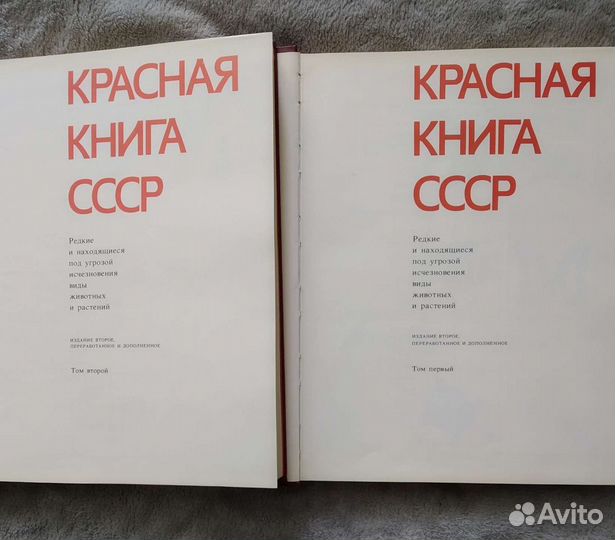 КРАСНАЯ
КНИГА
СССР
Редкие
и находящиеся
под угрозой
исчезновения
виды
животных
и растений
ИЗДАНИЕ ВТОРОЕ,
ПЕРЕРАБОТАННОЕ И ДОПОЛНЕННОЕ
Том второй
КРАСНАЯ
КНИГА
СССР
Редкие
и находящиеся
под угрозой
исчезновения
виды
животных
и растений
ИЗДАНИЕ ВТОРОЕ,
ПЕРЕРАБОТАННОЕ И ДОПОЛНЕННОЕ
Том первый
Avito